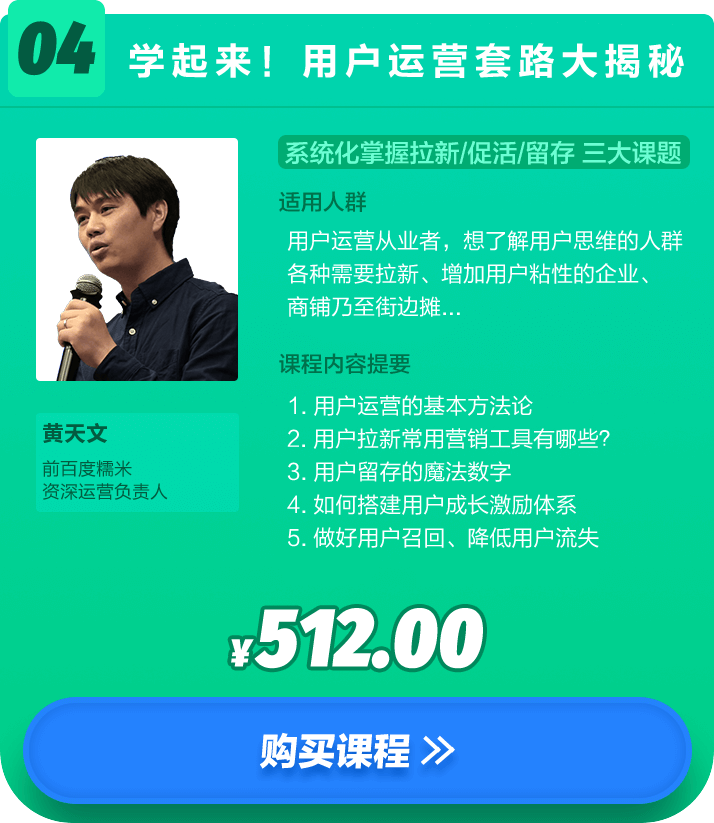 04
学起来！用户运营套路大揭秘
系统化掌握拉新/促活/留存 三大课题
适用人群
用户运营从业者，想了解用户思维的人群
各种需要拉新、增加用户粘性的企业、
商铺乃至街边摊...
课程内容提要
1. 用户运营的基本方法论
2. 用户拉新常用营销工具有哪些?
3. 用户留存的魔法数字
4. 如何搭建用户成长激励体系
5. 做好用户召回、降低用户流失
黄天文
前百度糯米
资深运营负责人
¥512.00
购买课程 >>